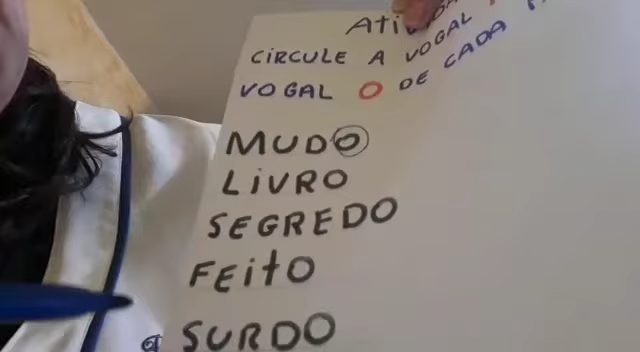 CIRCULE A VOGAL
VOGAL O DE CADA
MUDO
LIVRO
SEGREDO
FEITO
SURDO